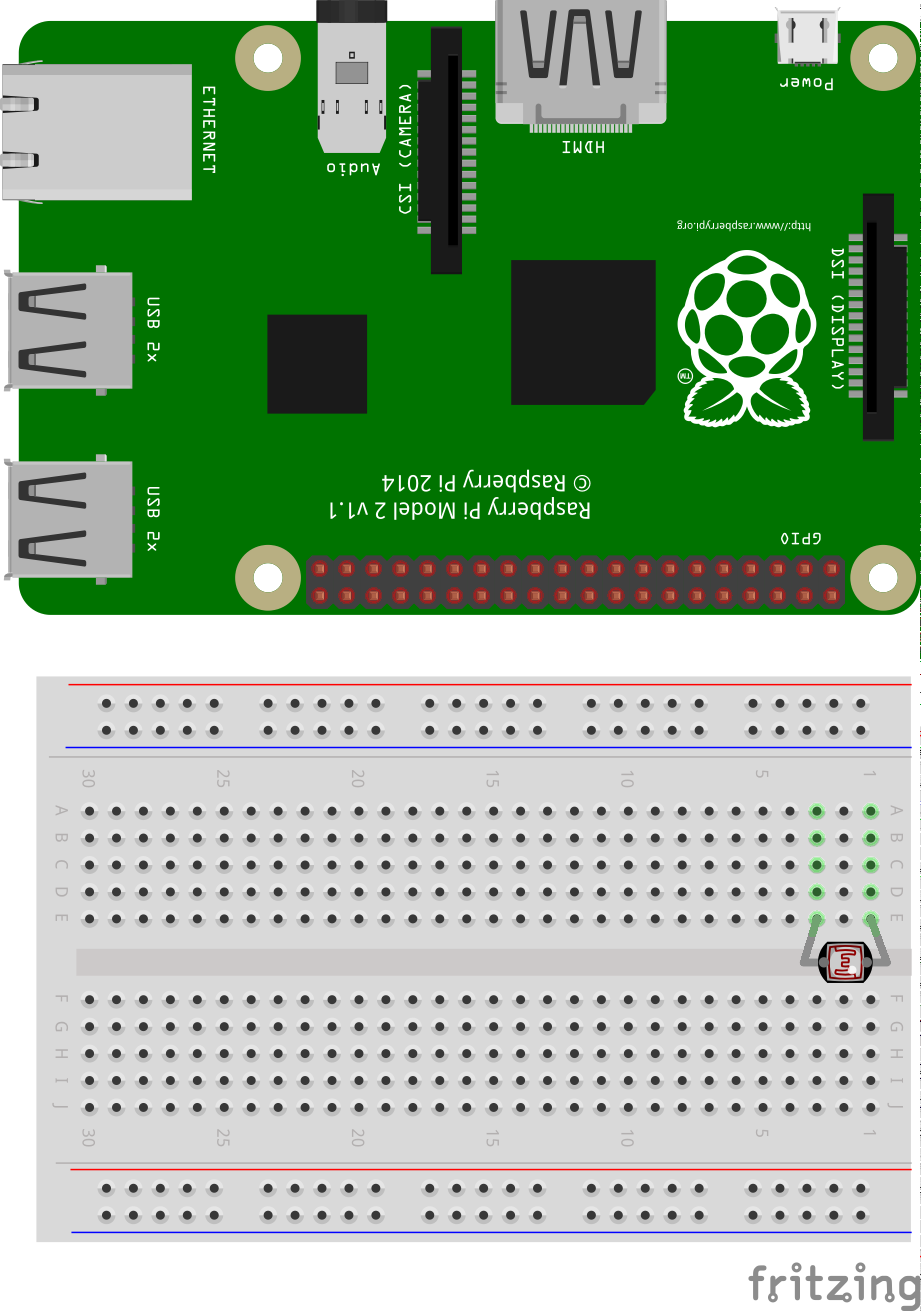 Power
HDMI
Audio
CSI (CAMERA)
ETHERNET
http://www.raspberrypi.org
DSI (DISPLAY)
TM
USB 2x
USB 2x
Raspberry Pi Model 2 v1.1
© Raspberry Pi 2014
GPIO
30 25 20 15 10 5 1
A A
B B
C C
D D
E E
F F
G G
H H
I I
J J
30 25 20 15 10 5 1
fritzing